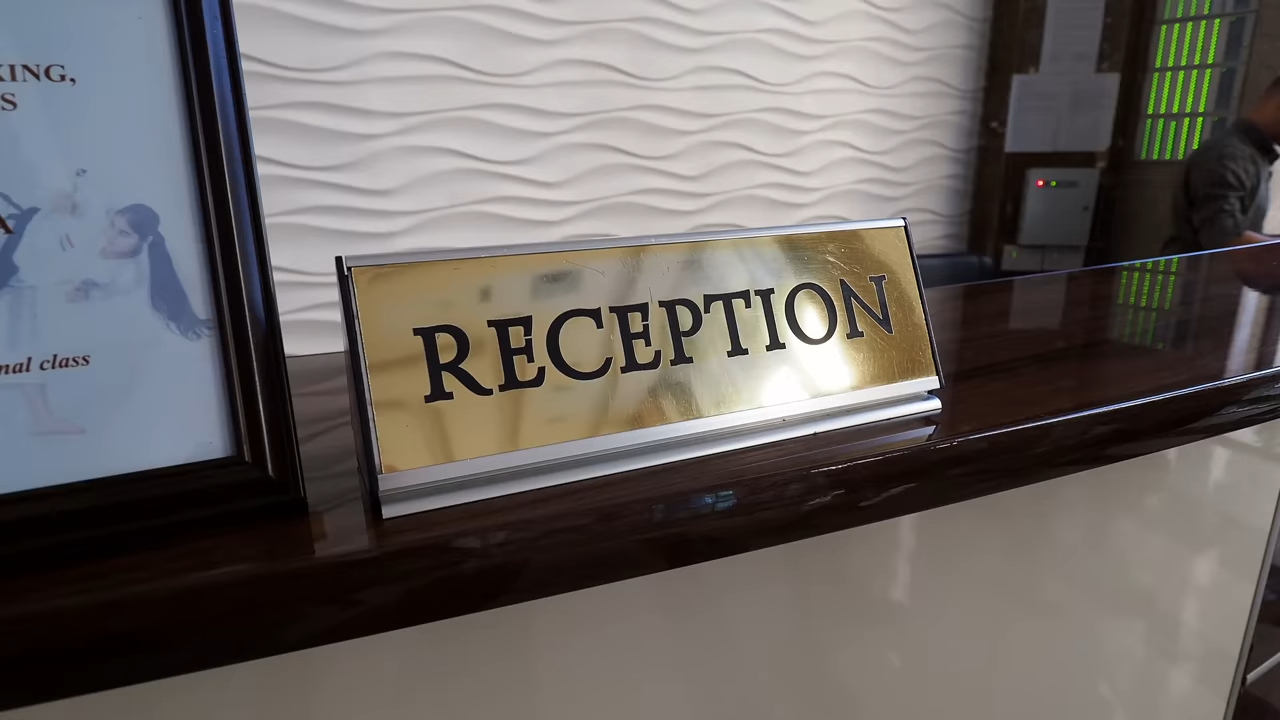 KING,
S
X
nal class
RECEPTION